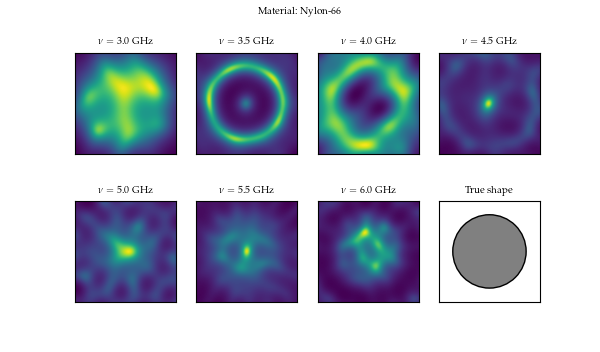 Material: Nylon-66
ν = 3.0 GHz
ν = 3.5 GHz
ν = 4.0 GHz
ν = 4.5 GHz
ν = 5.0 GHz
ν = 5.5 GHz
ν = 6.0 GHz
True shape